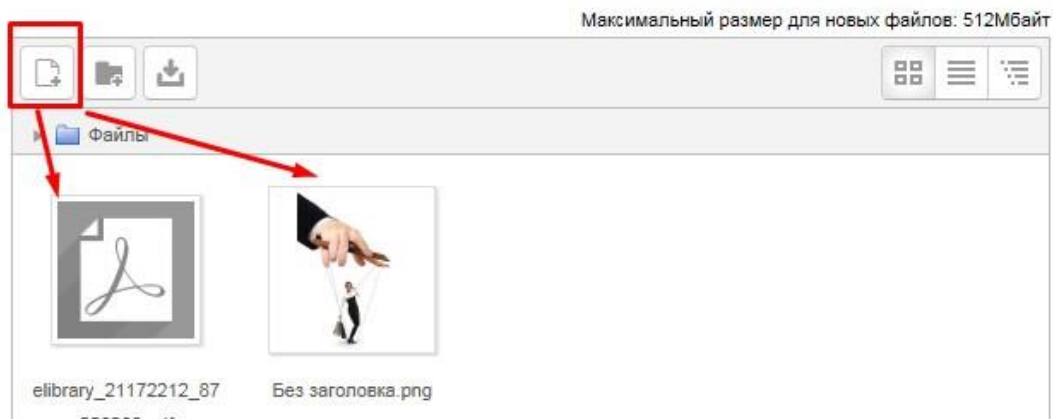 Максимальный размер для новых файлов: 512Мбайт
Файлы
elibrary_21172212_87
Без заголовка.png